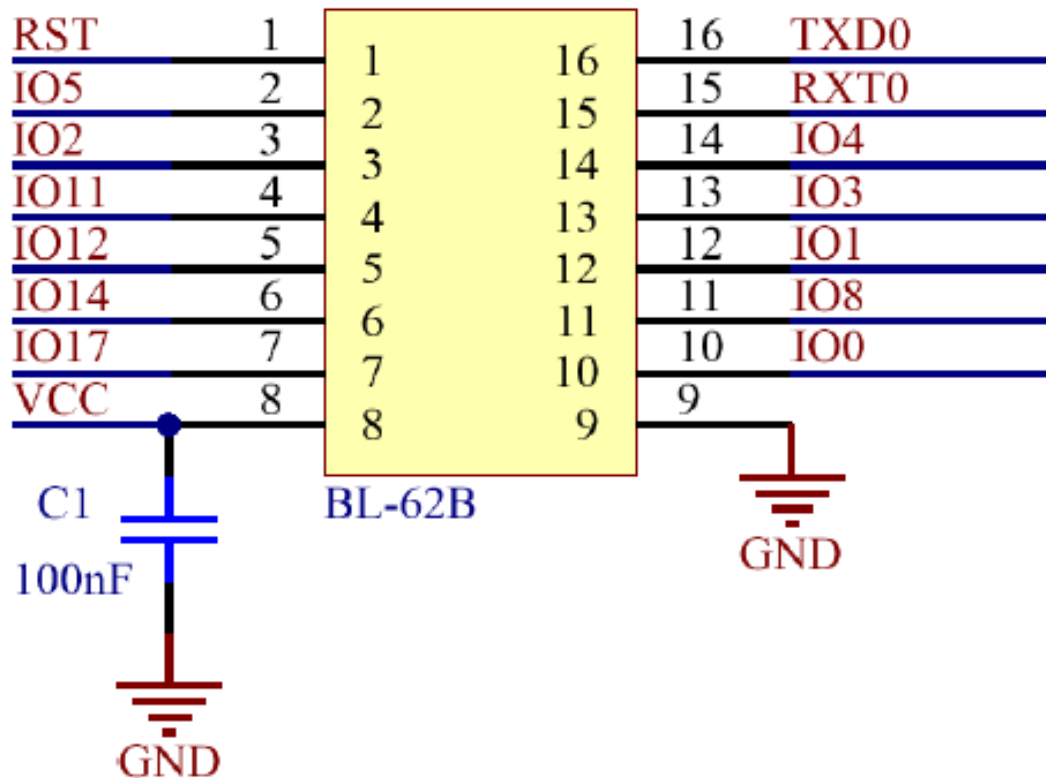 RST 1 1 16 16 TXD0
IO5 2 2 15 15 RXT0
IO2 3 3 14 14 IO4
IO11 4 4 13 13 IO3
IO12 5 5 12 12 IO1
IO14 6 6 11 11 IO8
IO17 7 7 10 10 IO0
VCC 8 8 9 9
C1
BL-62B
GND
100nF
GND